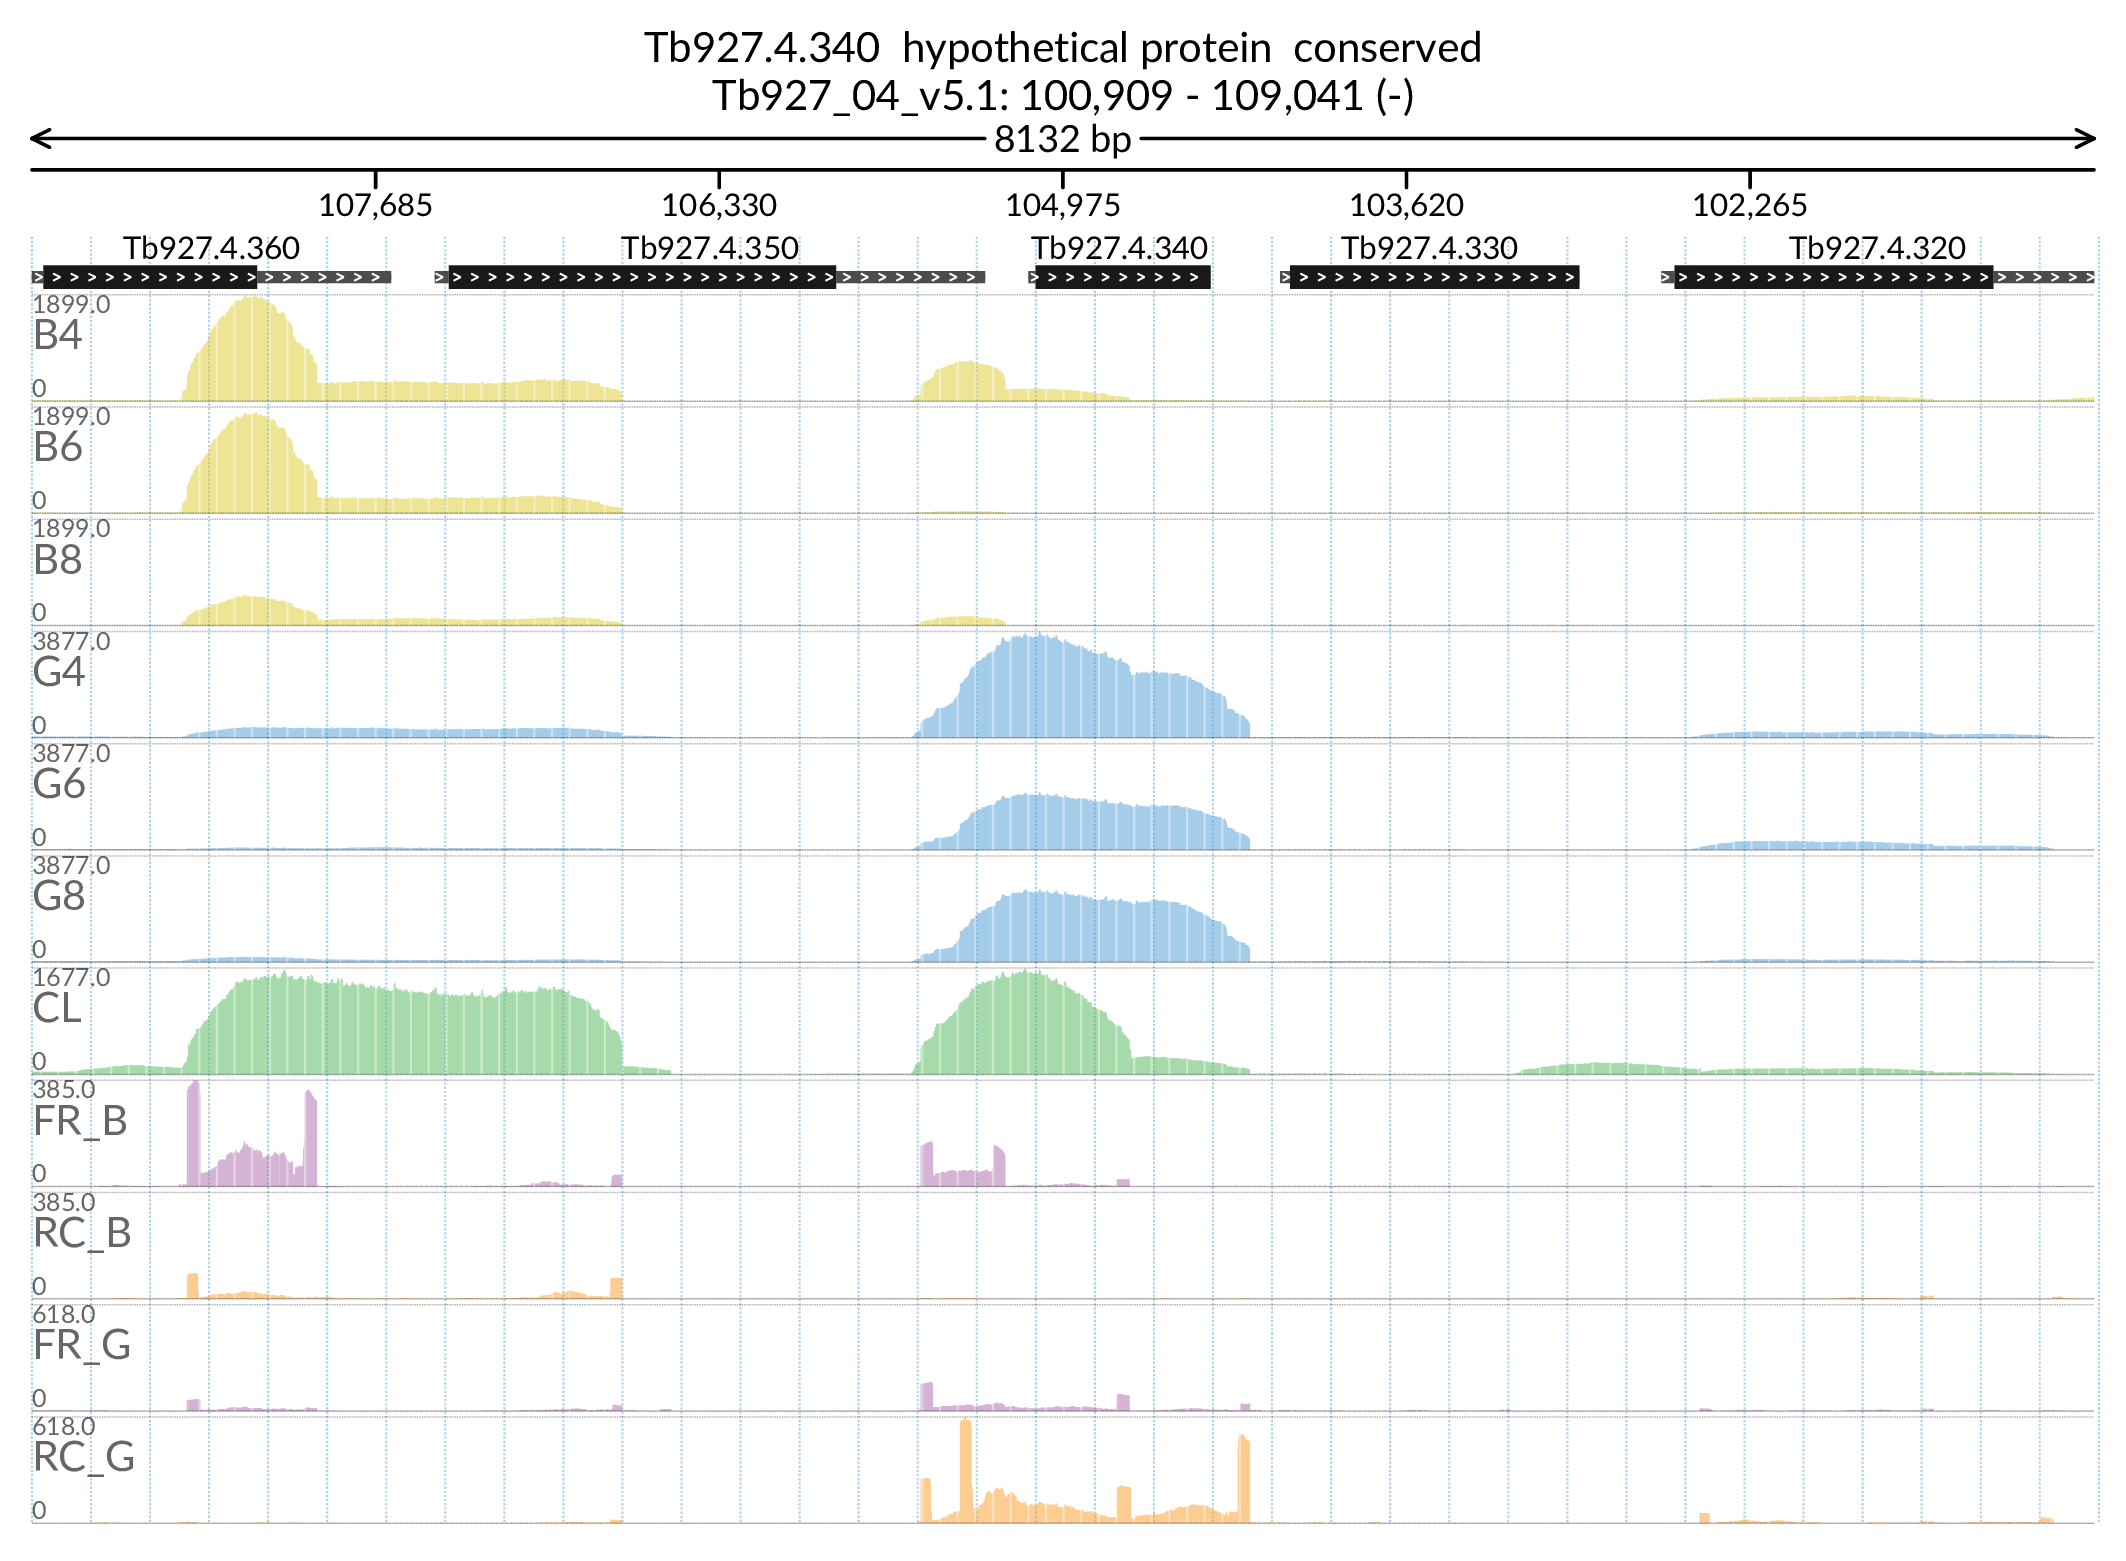 Tb927.4.340 hypothetical protein conserved
Tb927_04_v5.1: 100,909 - 109,041 (-)
8132 bp
107,685 106,330 104,975 103,620 102,265
Tb927.4.360 Tb927.4.350 Tb927.4.340 Tb927.4.330 Tb927.4.320
1899.0
B4
0
1899.0
B6
0
1899.0
B8
0
3877.0
G4
0
3877.0
G6
0
3877.0
G8
0
1677.0
CL
0
385.0
FR_B
0
385.0
RC_B
0
618.0
FR_G
0
618.0
RC_G
0